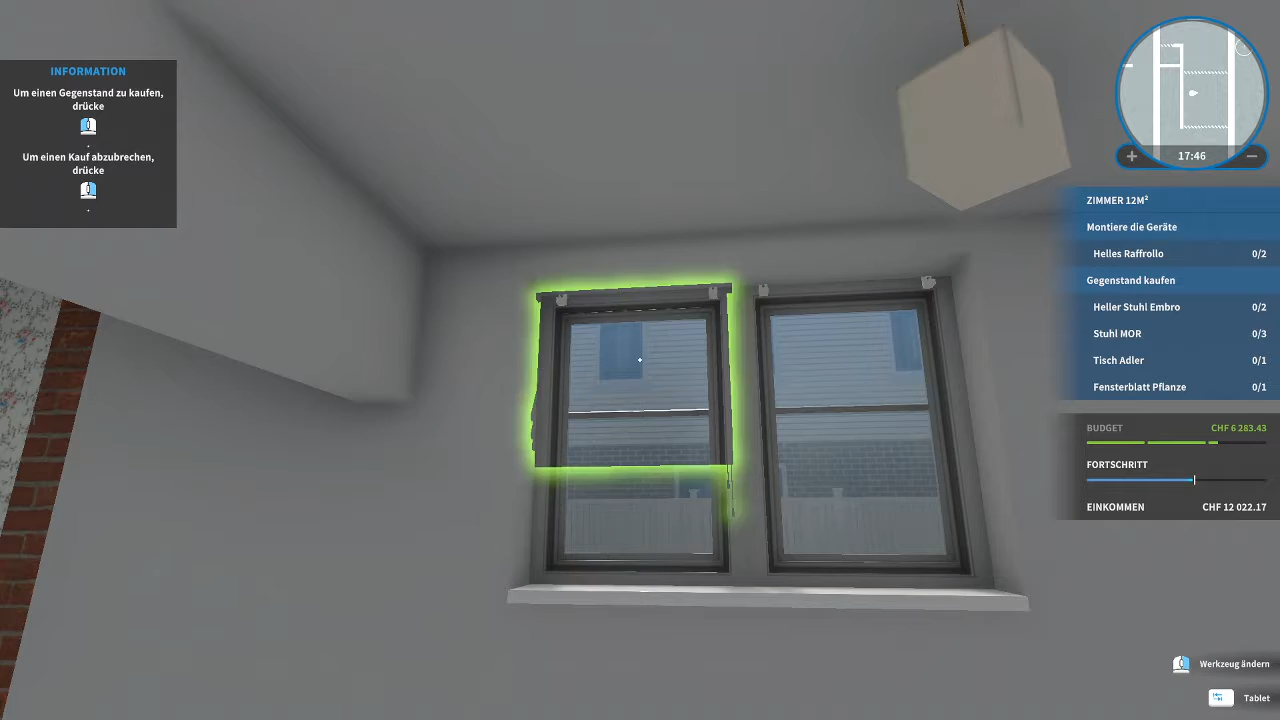 INFORMATION
Um einen Gegenstand zu kaufen,
drücke
.
Um einen Kauf abzubrechen,
drücke
.
17:46
ZIMMER 12M²
Montiere die Geräte
Helles Raffrollo 0/2
Gegenstand kaufen
Heller Stuhl Embro 0/2
Stuhl MOR 0/3
Tisch Adler 0/1
Fensterblatt Pflanze 0/1
BUDGET CHF 6 283.43
FORTSCHRITT
EINKOMMEN CHF 12 022.17
Werkzeug ändern
Tablet